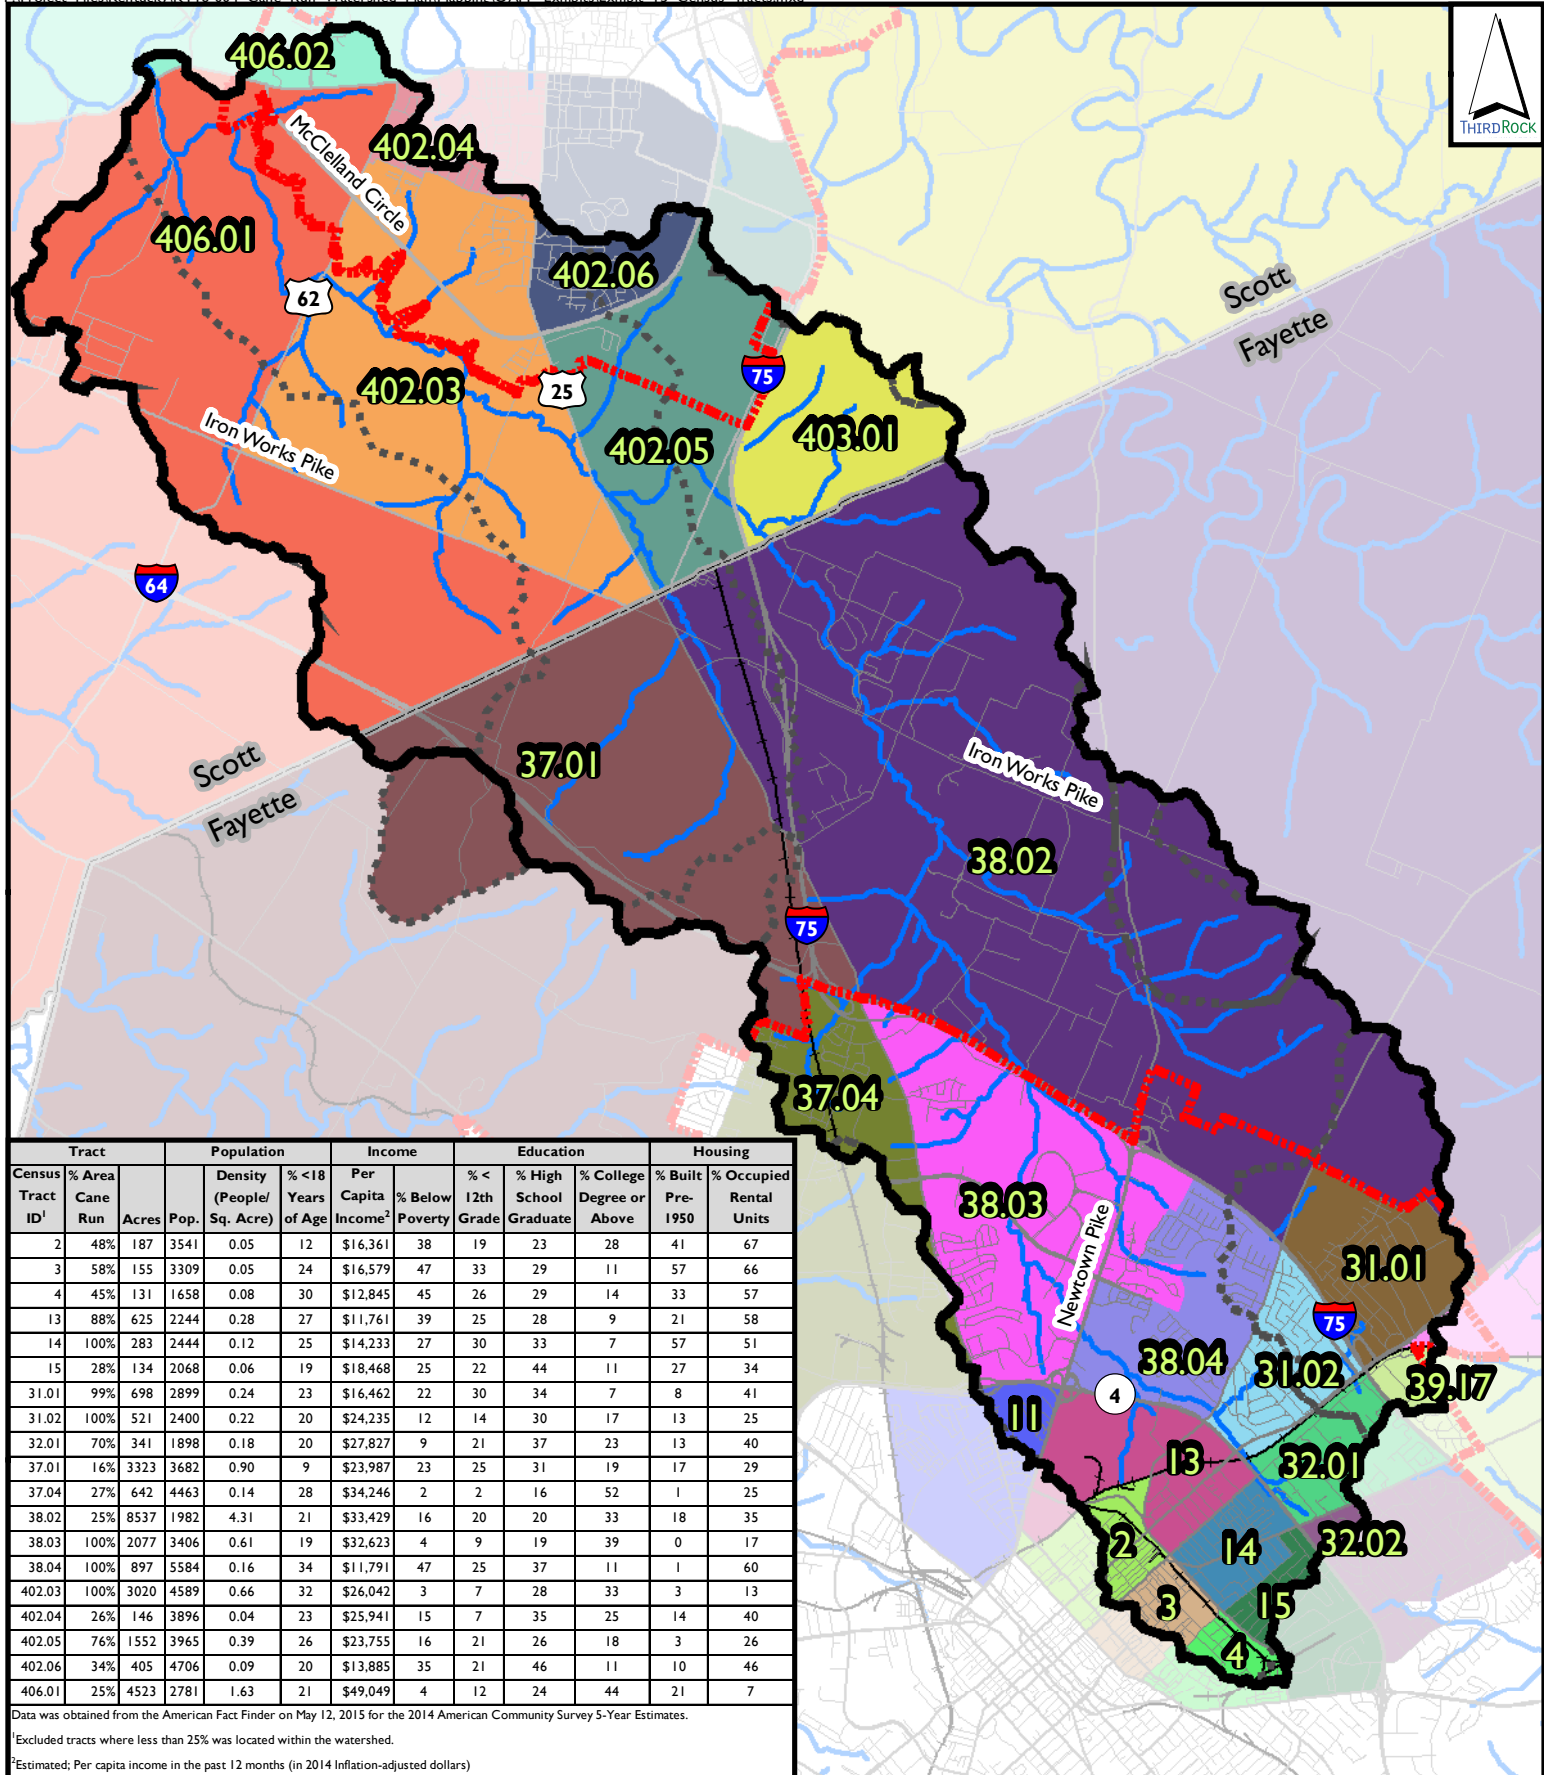 THIRDROCK
406.02
McClelland Circle
402.04
406.01
402.06
62
Scott
Fayette
75
402.03
25
403.01
402.05
Iron Works Pike
64
Scott
37.01
Fayette
Iron Works Pike
38.02
75
37.04
38.03
Newtown Pike
31.01
75
38.04
31.02
39.17
4
11
13
32.01
2
14
32.02
3
15
4
Tract Population Income Education Housing
Census Tract ID1 % Area Cane Run Acres Pop. Density (People/ Sq. Acre) % <18 Years of Age Per Capita Income2 % Below Poverty % < 12th Grade % High School Graduate % College Degree or Above % Built Pre-1950 % Occupied Rental Units
2 48% 187 3541 0.05 12 $16,361 38 19 23 28 41 67
3 58% 155 3309 0.05 24 $16,579 47 33 29 11 57 66
4 45% 131 1658 0.08 30 $12,845 45 26 29 14 33 57
13 88% 625 2244 0.28 27 $11,761 39 25 28 9 21 58
14 100% 283 2444 0.12 25 $14,233 27 30 33 7 57 51
15 28% 134 2068 0.06 19 $18,468 25 22 44 11 27 34
31.01 99% 698 2899 0.24 23 $16,462 22 30 34 7 8 41
31.02 100% 521 2400 0.22 20 $24,235 12 14 30 17 13 25
32.01 70% 341 1898 0.18 20 $27,827 9 21 37 23 13 40
37.01 16% 3323 3682 0.90 9 $23,987 23 25 31 19 17 29
37.04 27% 642 4463 0.14 28 $34,246 2 2 16 52 1 25
38.02 25% 8537 1982 4.31 21 $33,429 16 20 20 33 18 35
38.03 100% 2077 3406 0.61 19 $32,623 4 9 19 39 0 17
38.04 100% 897 5584 0.16 34 $11,791 47 25 37 11 1 60
402.03 100% 3020 4589 0.66 32 $26,042 3 7 28 33 3 13
402.04 26% 146 3896 0.04 23 $25,941 15 7 35 25 14 40
402.05 76% 1552 3965 0.39 26 $23,755 16 21 26 18 3 26
402.06 34% 405 4706 0.09 20 $13,885 35 21 46 11 10 46
406.01 25% 4523 2781 1.63 21 $49,049 4 12 24 44 21 7
Data was obtained from the American Fact Finder on May 12, 2015 for the 2014 American Community Survey 5-Year Estimates.
1Excluded tracts where less than 25% was located within the watershed.
2Estimated; Per capita income in the past 12 months (in 2014 Inflation-adjusted dollars)